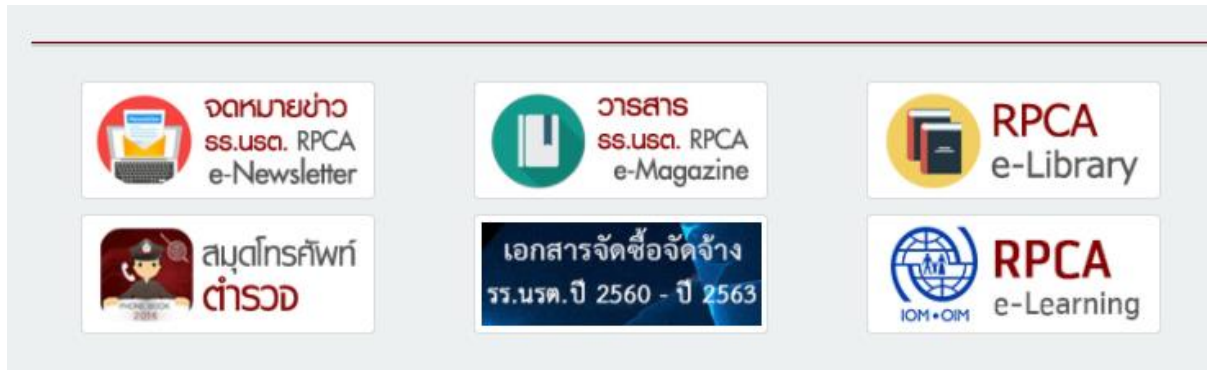 จดหมายข่าว
รร.นรต. RPCA
e-Newsletter
วารสาร
รร.นรต. RPCA
e-Magazine
RPCA
e-Library
สมุดโทรศัพท์
ตำรวจ
PHONE BOOK
2014
เอกสารจัดซื้อจัดจ้าง
รร.นรต.ปี 2560 - ปี 2563
IOM•OIM
RPCA
e-Learning